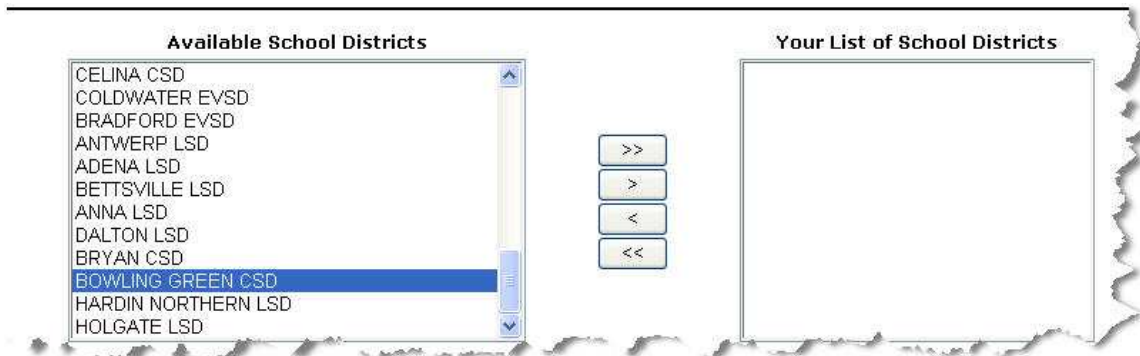 Available School Districts
Your List of School Districts
CELINA CSD
COLDWATER EVSD
BRADFORD EVSD
ANTWERP LSD
ADENA LSD
BETTSVILLE LSD
ANNA LSD
DALTON LSD
BRYAN CSD
BOWLING GREEN CSD
HARDIN NORTHERN LSD
HOLGATE LSD
>>
>
<
<<